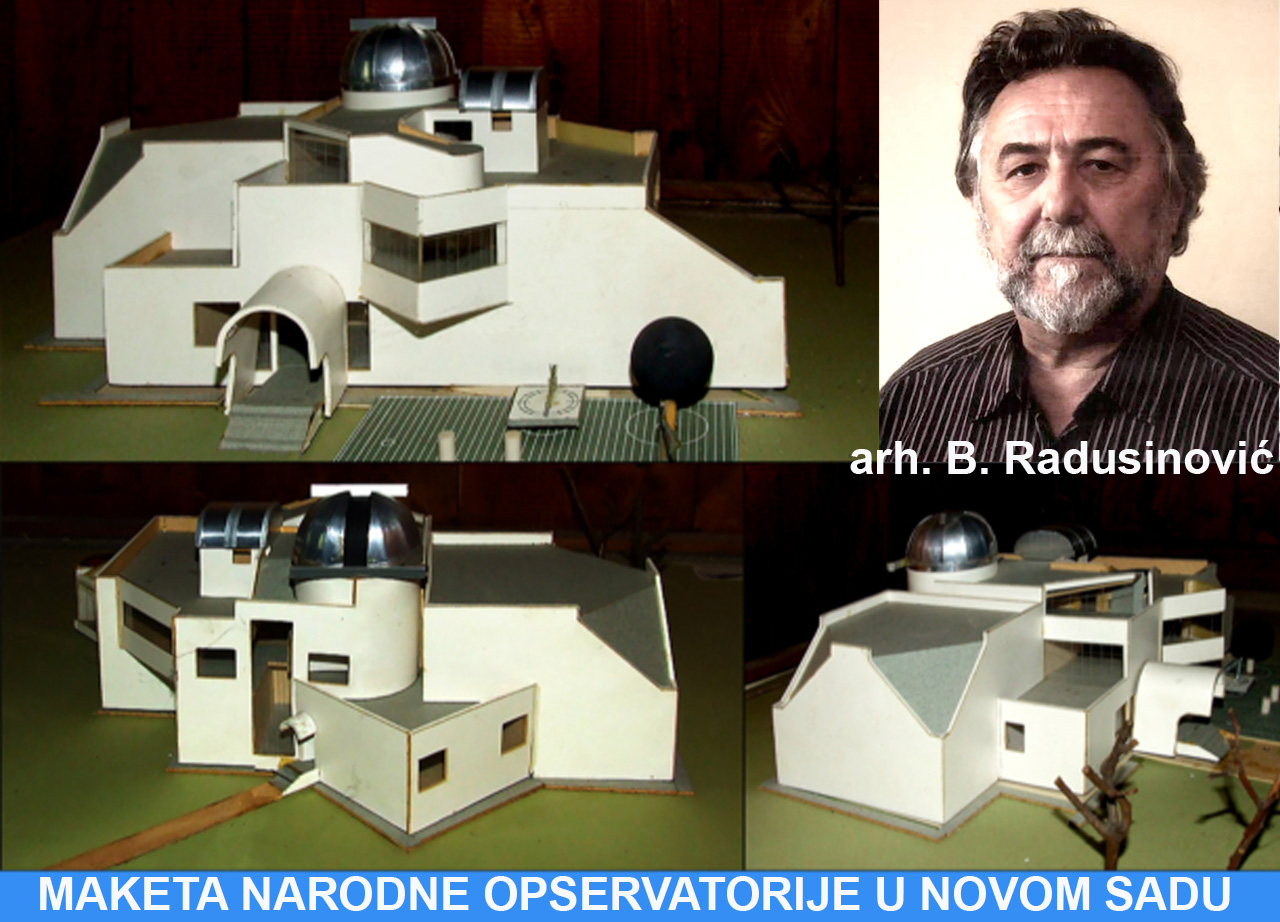 arh. B. Radusinović
MAKETA NARODNE OPSERVATORIJE U NOVOM SADU